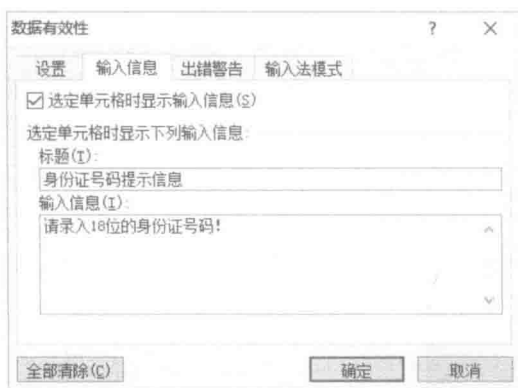 数据有效性 ? ×
设置 输入信息 出错警告 输入法模式
选定单元格时显示输入信息(S)
选定单元格时显示下列输入信息:
标题(T):
身份证号码提示信息
输入信息(I):
请录入18位的身份证号码!
全部清除(C) 确定 取消